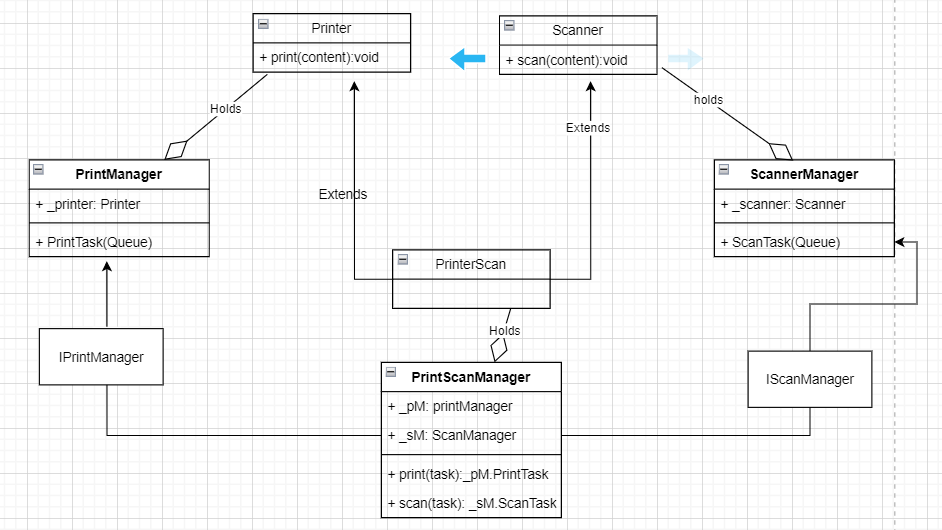 Printer
+ print(content):void
Scanner
+ scan(content):void
Holds
holds
Extends
Extends
PrintManager
+ _printer: Printer
+ PrintTask(Queue)
ScannerManager
+ _scanner: Scanner
+ ScanTask(Queue)
PrinterScan
Holds
IPrintManager
IScanManager
PrintScanManager
+ _pM: printManager
+ _sM: ScanManager
+ print(task):_pM.PrintTask
+ scan(task): _sM.ScanTask